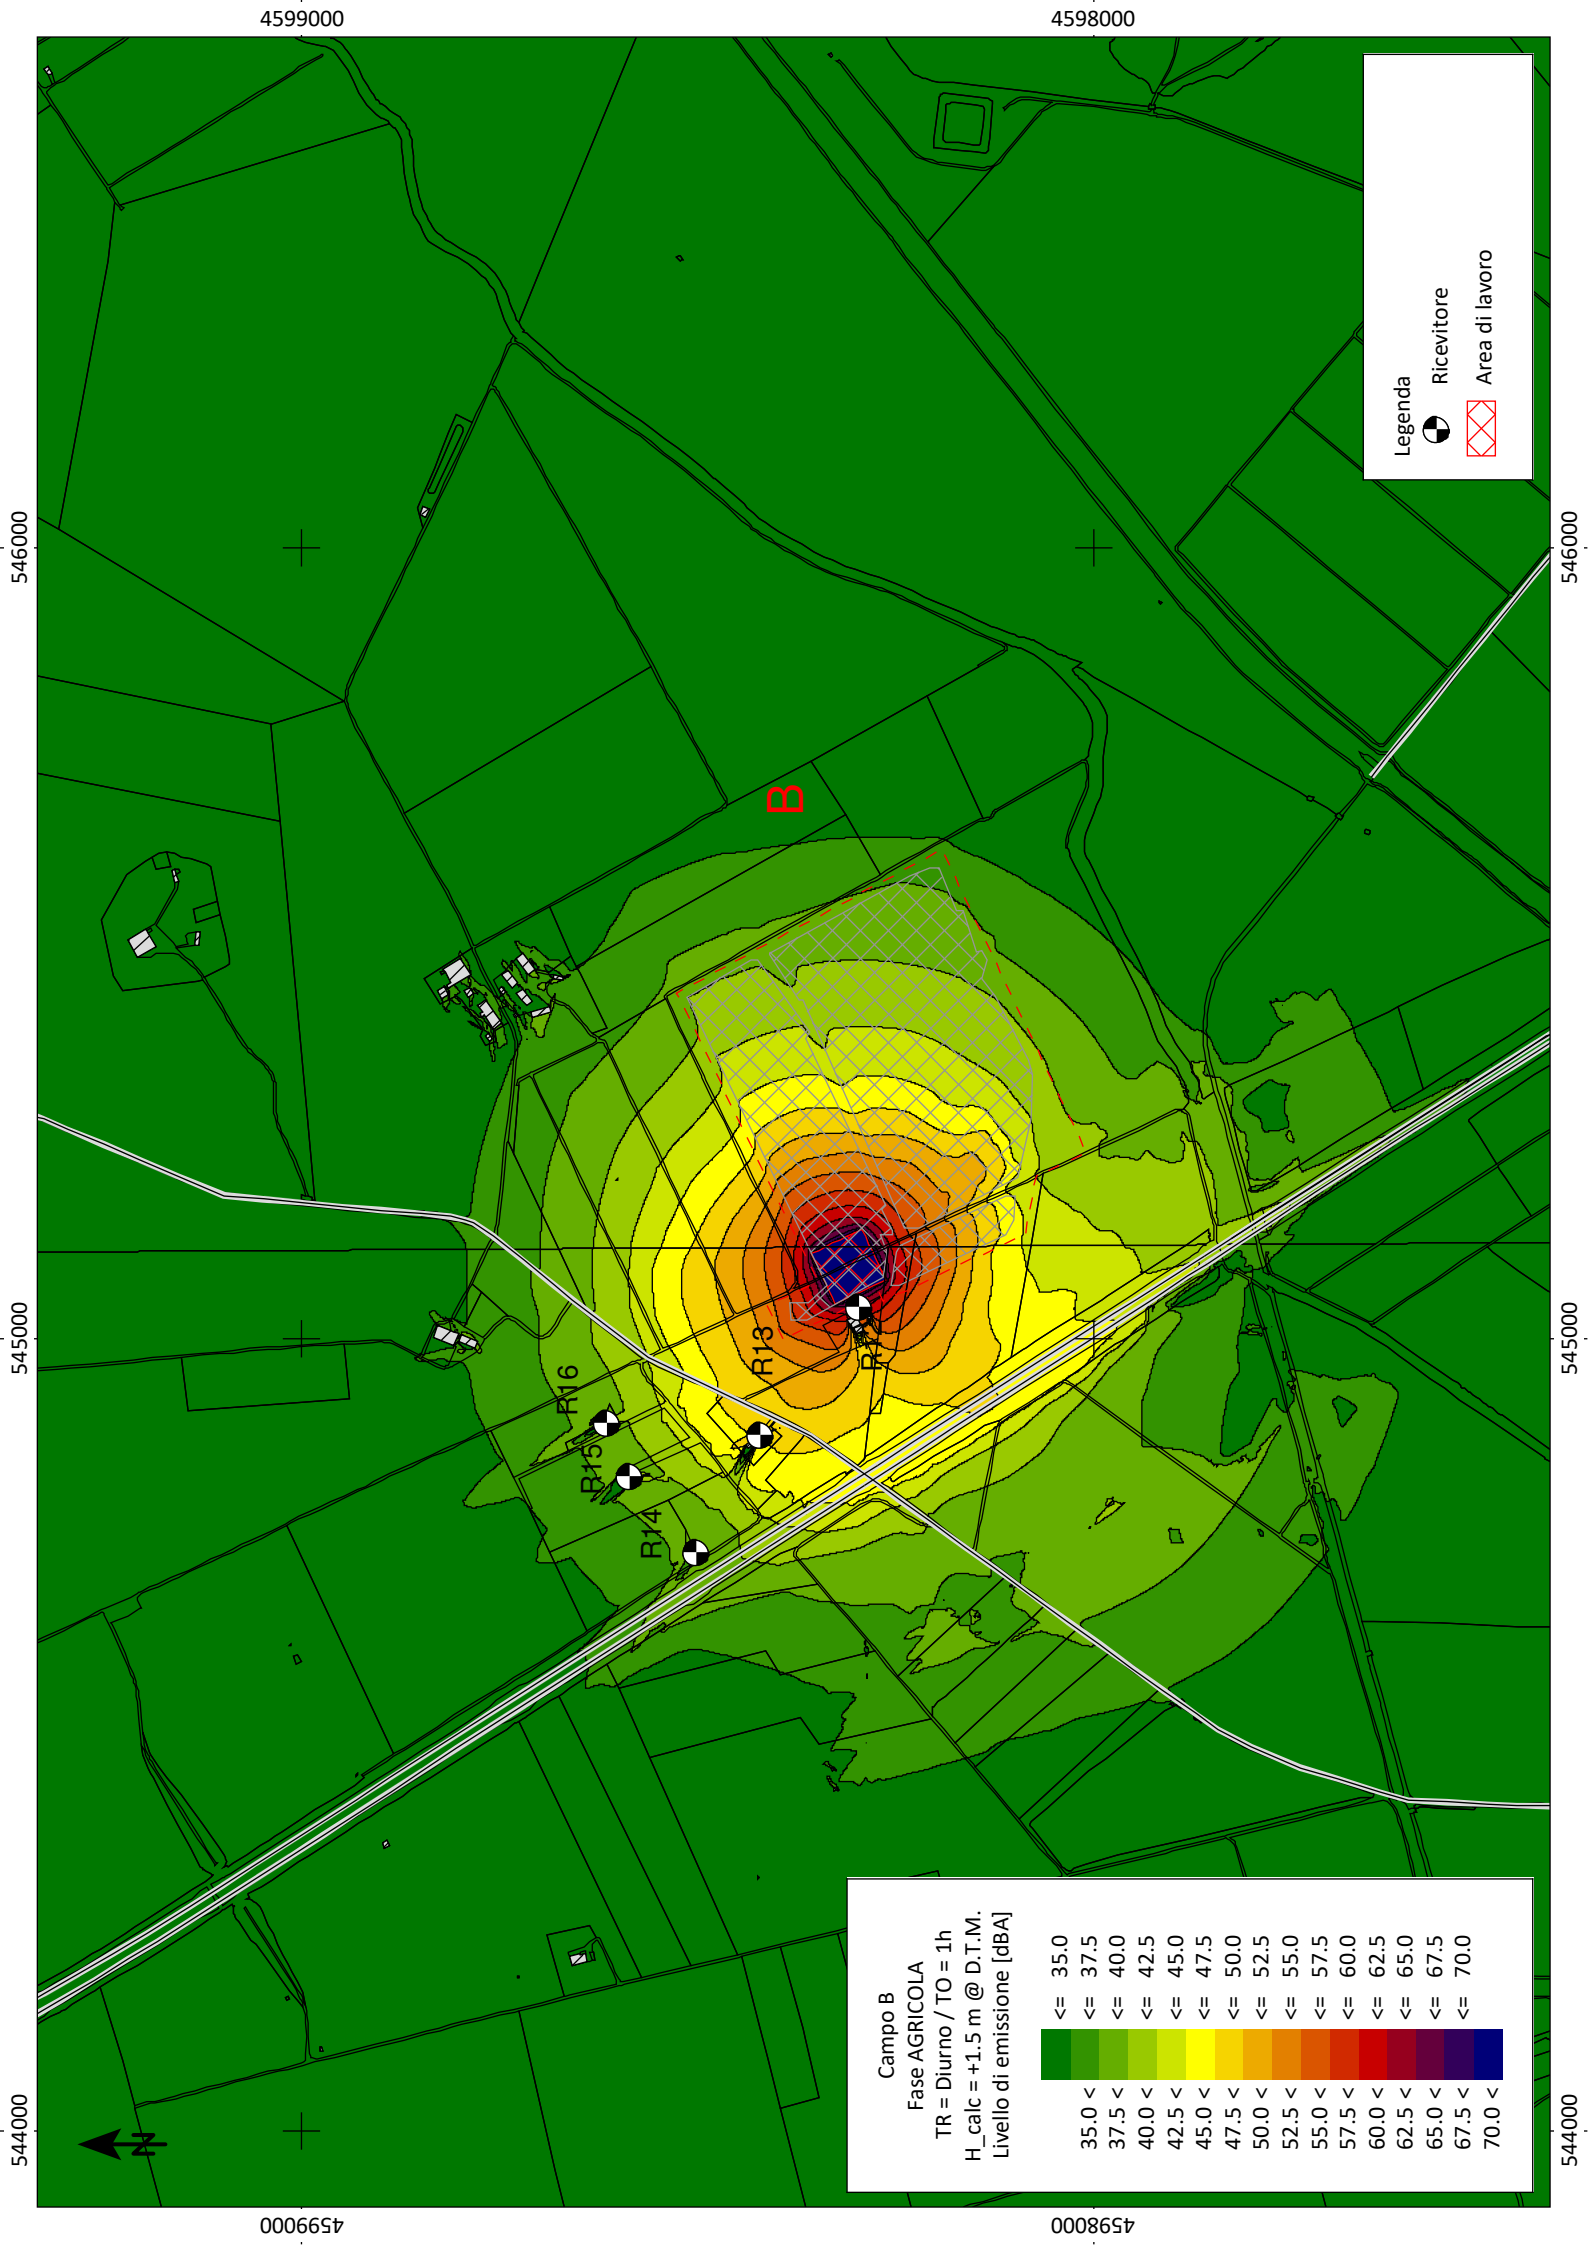 4599000
4598000
546000
546000
545000
545000
544000
544000
4599000
4598000
N
B
R13
R16
R15
R14
Legenda
Ricevitore
Area di lavoro
Campo B
Fase AGRICOLA
TR = Diurno / TO = 1h
H_calc = +1.5 m @ D.T.M.
Livello di emissione [dBA]
<= 35.0
35.0 < <= 37.5
37.5 < <= 40.0
40.0 < <= 42.5
42.5 < <= 45.0
45.0 < <= 47.5
47.5 < <= 50.0
50.0 < <= 52.5
52.5 < <= 55.0
55.0 < <= 57.5
57.5 < <= 60.0
60.0 < <= 62.5
62.5 < <= 65.0
65.0 < <= 67.5
67.5 < <= 70.0
70.0 <